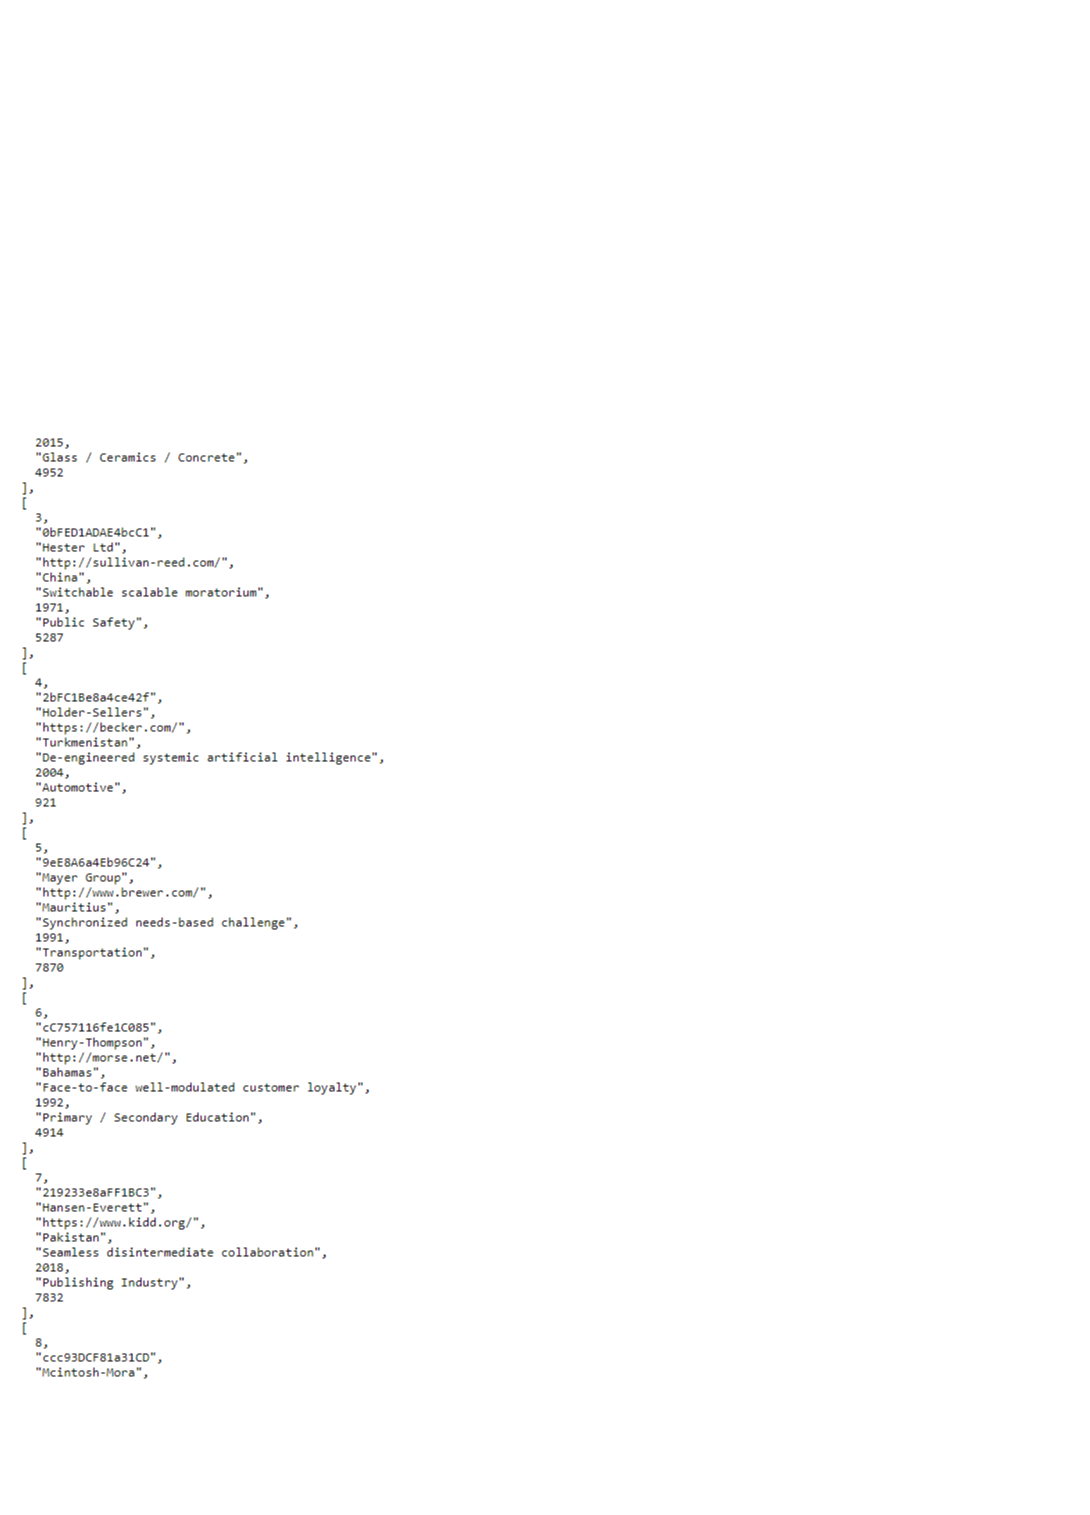 2015,
"Glass / Ceramics / Concrete",
4952
],
[
3,
"0bFED1ADAE4bcC1",
"Hester Ltd",
"http://sullivan-reed.com/",
"China",
"Switchable scalable moratorium",
1971,
"Public Safety",
5287
],
[
4,
"2bFC1Be8a4ce42f",
"Holder-Sellers",
"https://becker.com/",
"Turkmenistan",
"De-engineered systemic artificial intelligence",
2004,
"Automotive",
921
],
[
5,
"9eE8A6a4Eb96C24",
"Mayer Group",
"http://www.brewer.com/",
"Mauritius",
"Synchronized needs-based challenge",
1991,
"Transportation",
7870
],
[
6,
"cC757116fe1C085",
"Henry-Thompson",
"http://morse.net/",
"Bahamas",
"Face-to-face well-modulated customer loyalty",
1992,
"Primary / Secondary Education",
4914
],
[
7,
"219233e8aFF1BC3",
"Hansen-Everett",
"https://www.kidd.org/",
"Pakistan",
"Seamless disintermediate collaboration",
2018,
"Publishing Industry",
7832
],
[
8,
"ccc93DCF81a31CD",
"Mcintosh-Mora",